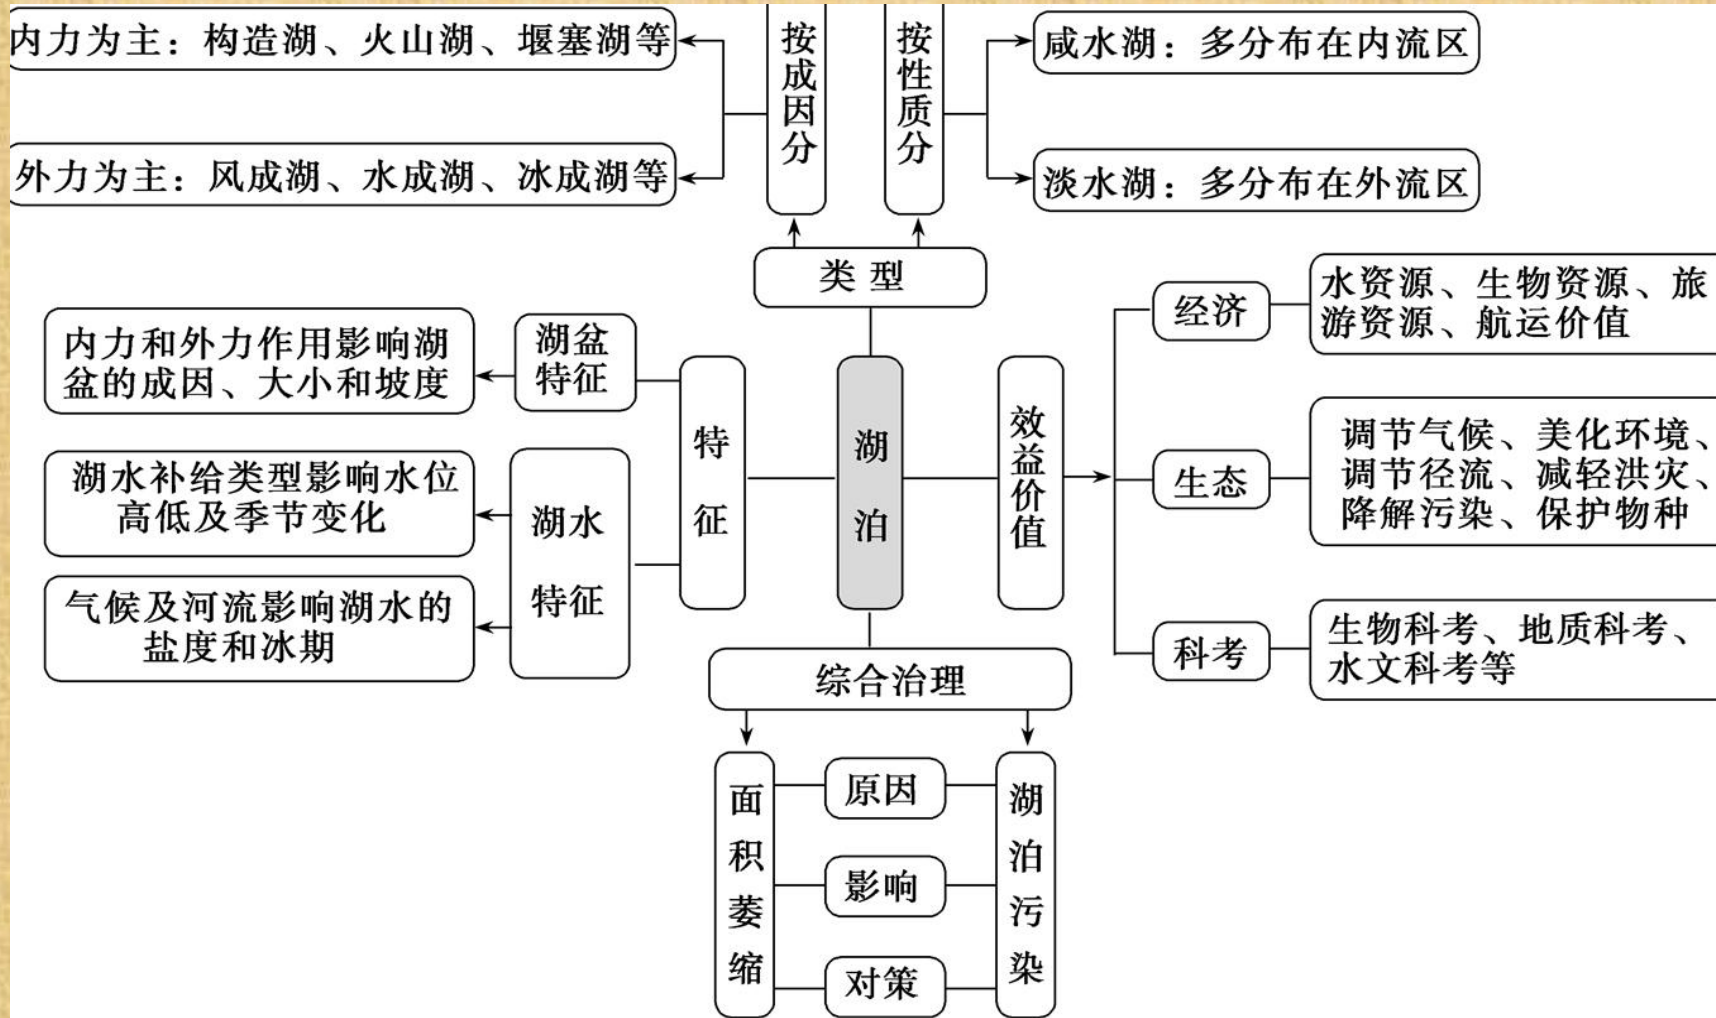 内力为主：构造湖、火山湖、堰塞湖等
外力为主：风成湖、水成湖、冰成湖等
按成因分
按性质分
咸水湖：多分布在内流区
淡水湖：多分布在外流区
类型
内力和外力作用影响湖
盆的成因、大小和坡度
湖盆
特征
湖水补给类型影响水位
高低及季节变化
气候及河流影响湖水的
盐度和冰期
湖水
特征
特征
湖泊
效益价值
经济
水资源、生物资源、旅
游资源、航运价值
生态
调节气候、美化环境、
调节径流、减轻洪灾、
降解污染、保护物种
科考
生物科考、地质科考、
水文科考等
综合治理
面积萎缩
原因
影响
对策
湖泊污染